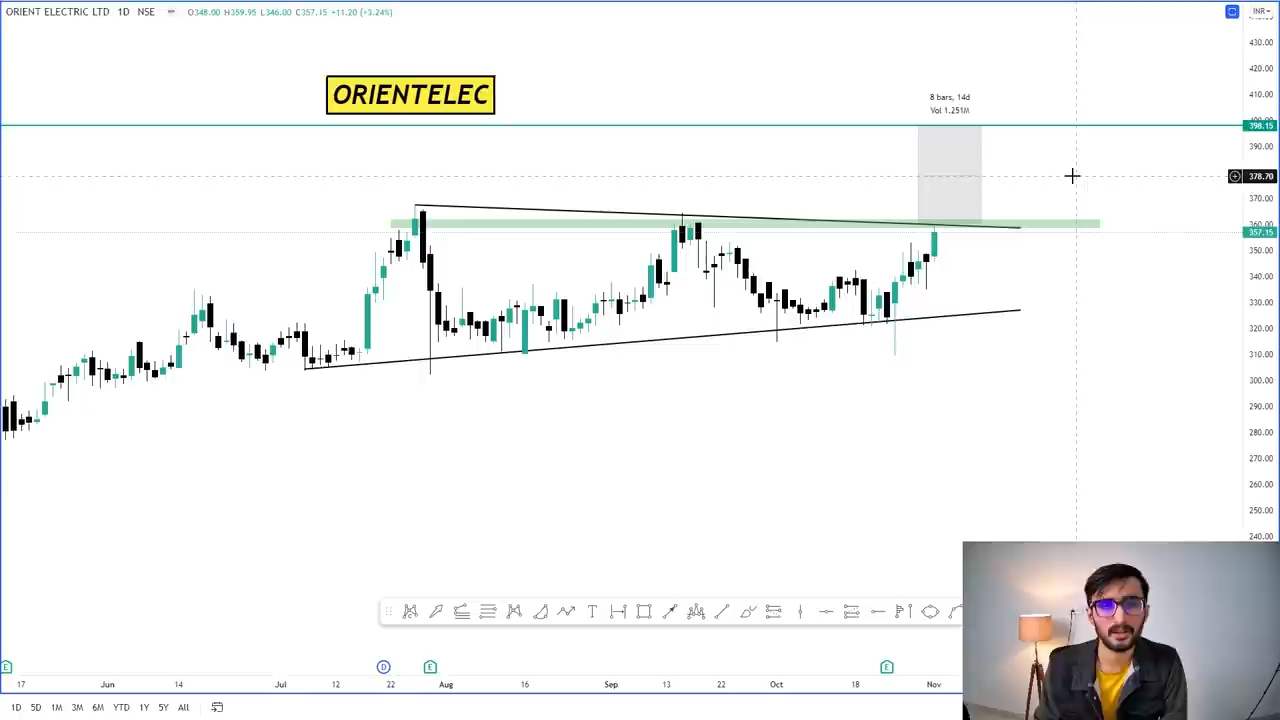 ORIENT ELECTRIC LTD 1D NSE O348.00 H359.95 L346.00 C357.15 +11.20 (+3.24%) INR
430.00
420.00
ORIENTELEC
8 bars, 14d
410.00
Vol 1.251M
398.15
390.00
378.70
370.00
357.15
350.00
340.00
330.00
320.00
310.00
300.00
290.00
280.00
270.00
260.00
250.00
240.00
T
E D E E
17 Jun 14 Jul 12 22 Aug 16 Sep 13 22 Oct 18 Nov
1D 5D 1M 3M 6M YTD 1Y 5Y All